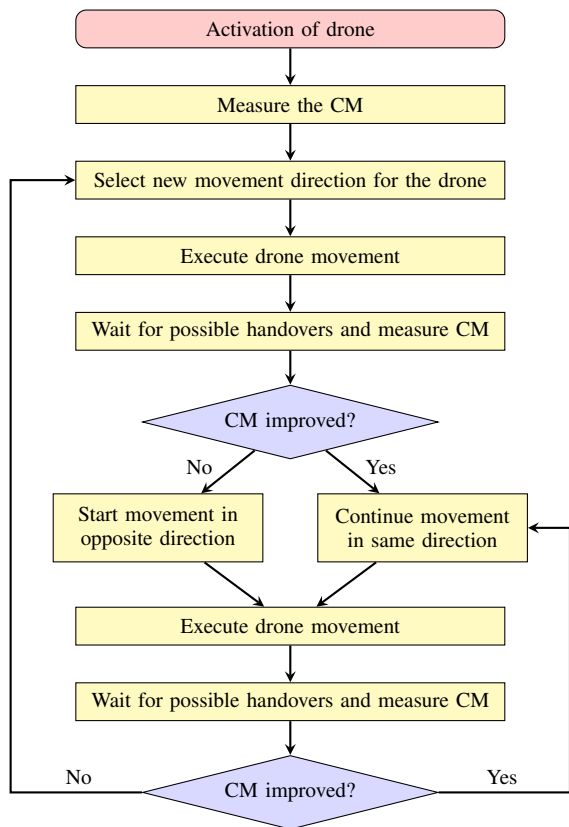 Activation of drone
Measure the CM
Select new movement direction for the drone
Execute drone movement
Wait for possible handovers and measure CM
CM improved?
No
Yes
Start movement in
opposite direction
Continue movement
in same direction
Execute drone movement
Wait for possible handovers and measure CM
No
CM improved?
Yes